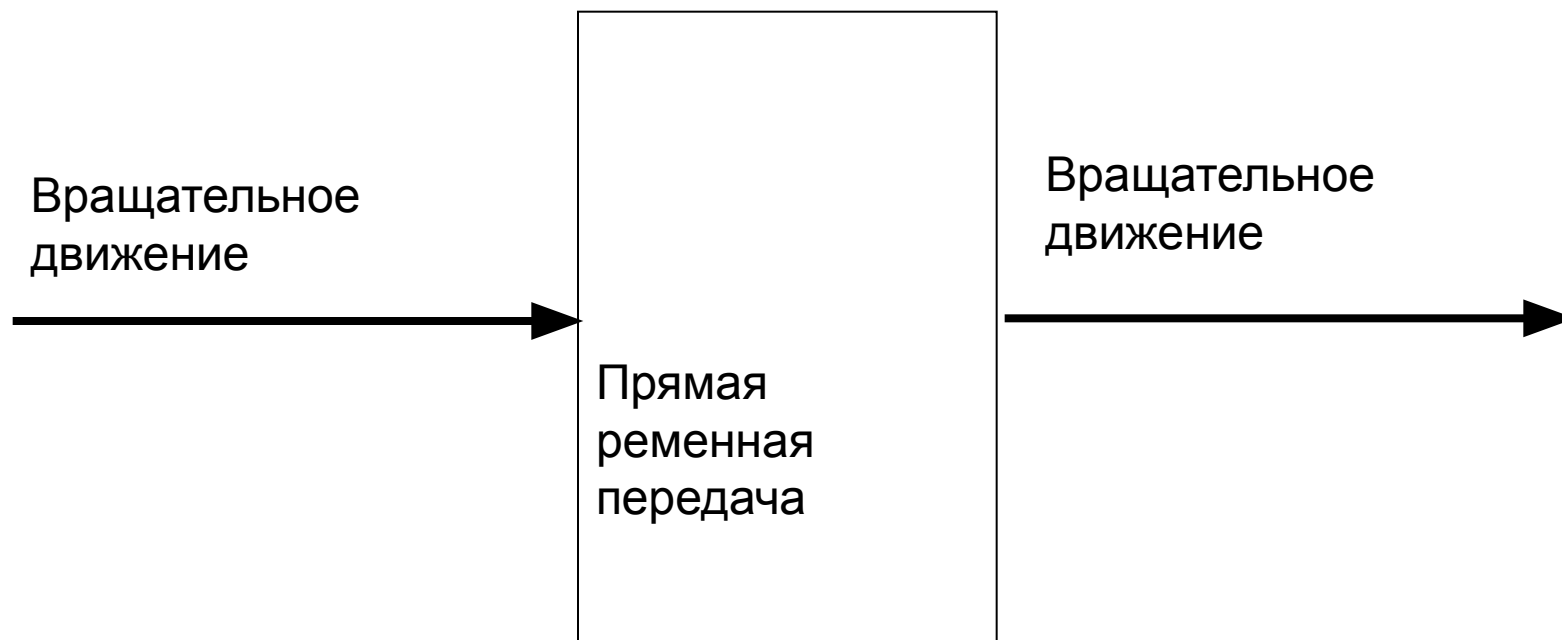 Вращательное
движение
Прямая
ременная
передача
Вращательное
движение